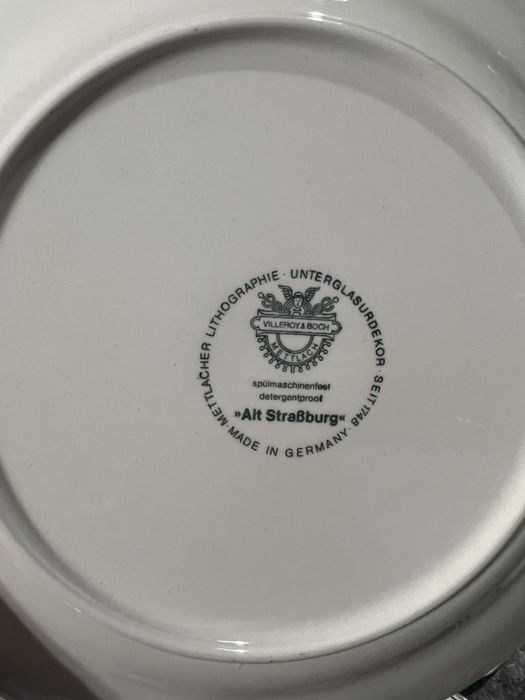 METTLACHER LITHOGRAPHIE · UNTERGLASURDEKOR · SEIT 1748 ·
VILLEROY & BOCH
METTLACH
spülmaschinenfest
detergentproof
»Alt Straßburg«
MADE IN GERMANY